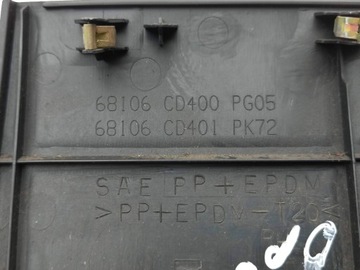 68106 CD400 PG05
68106 CD401 PK72
SAE PP+EPDM
>PP+EPDM-T20<